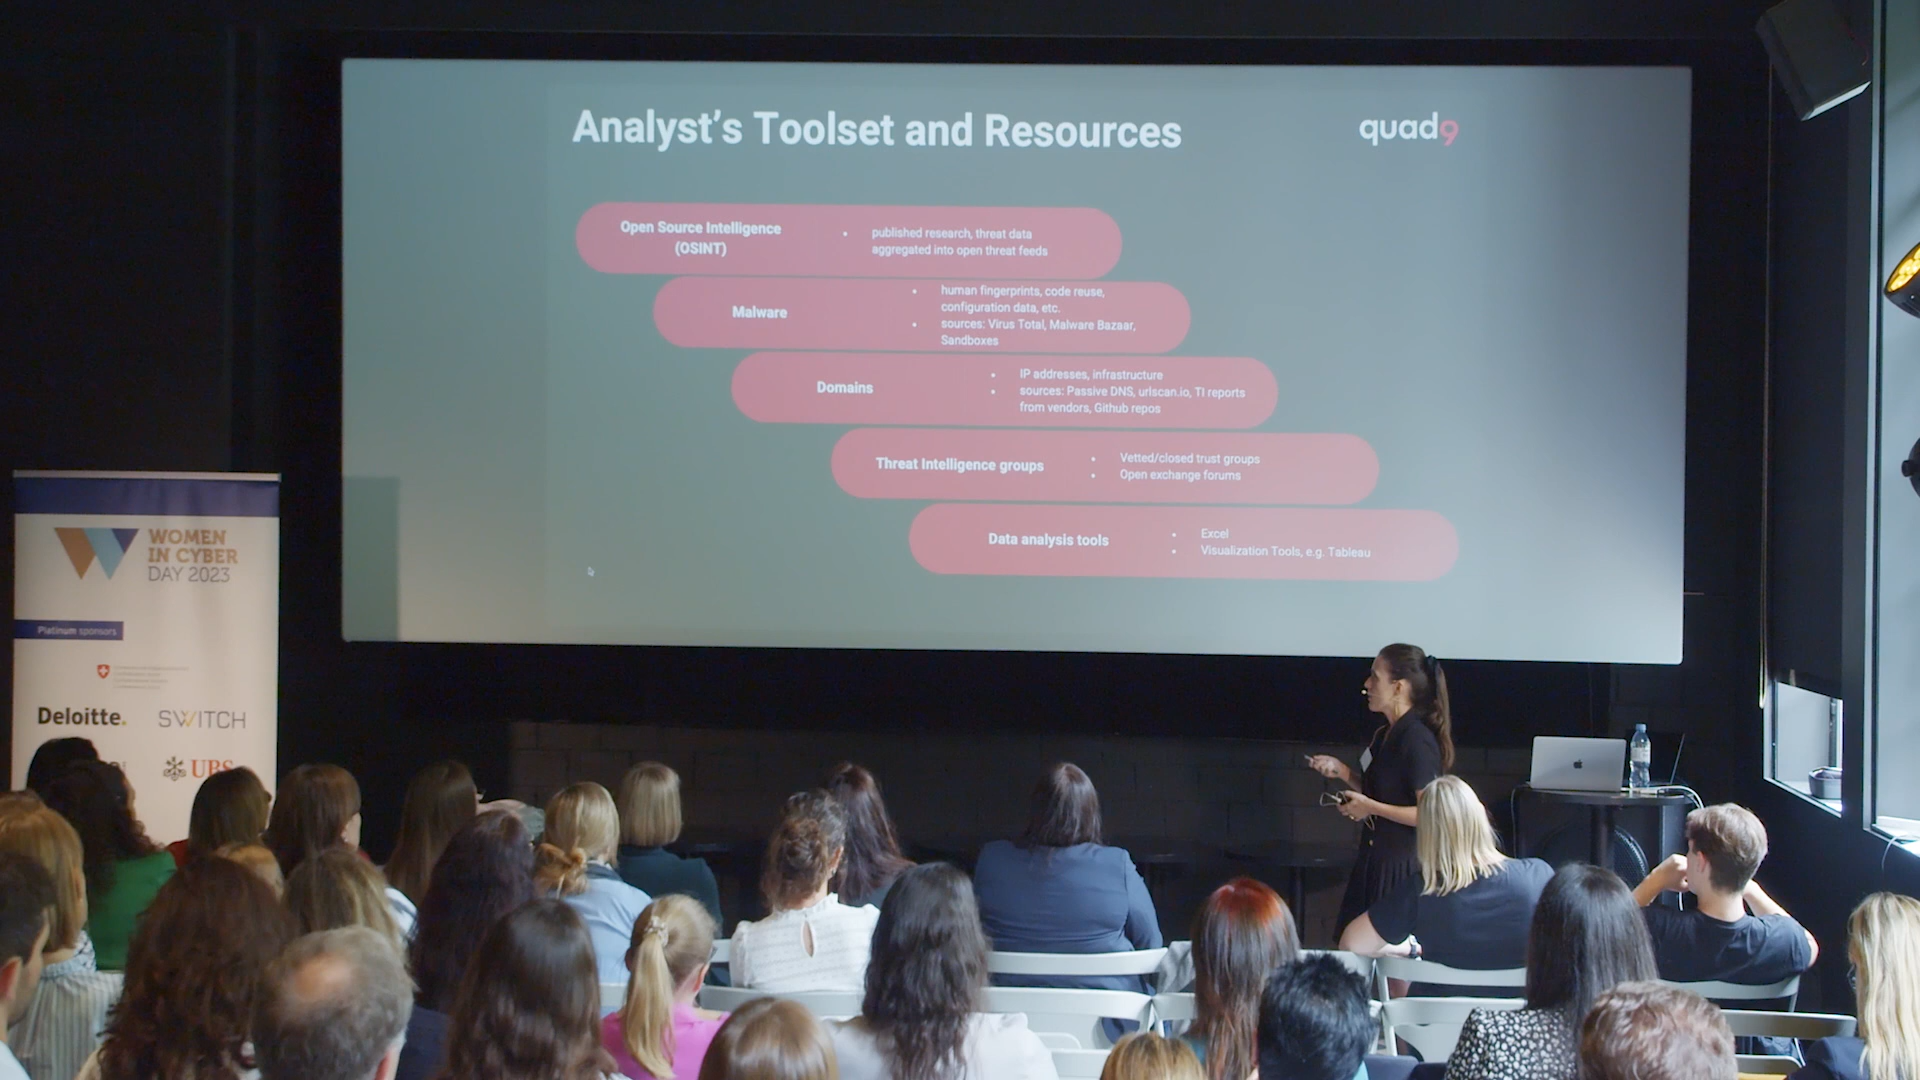 Analyst's Toolset and Resources
quad9
Open Source Intelligence
(OSINT)
• published research, threat data
aggregated into open threat feeds
Malware
• human fingerprints, code reuse,
configuration data, etc.
• sources: Virus Total, Malware Bazaar,
Sandboxes
Domains
• IP addresses, infrastructure
• sources: Passive DNS, urlscan.io, TI reports
from vendors, Github repos
Threat Intelligence groups
• Vetted/closed trust groups
• Open exchange forums
Data analysis tools
• Excel
• Visualization Tools, e.g. Tableau
WOMEN
IN CYBER
DAY 2023
Platinum sponsors
Deloitte.
SWITCH
UBS